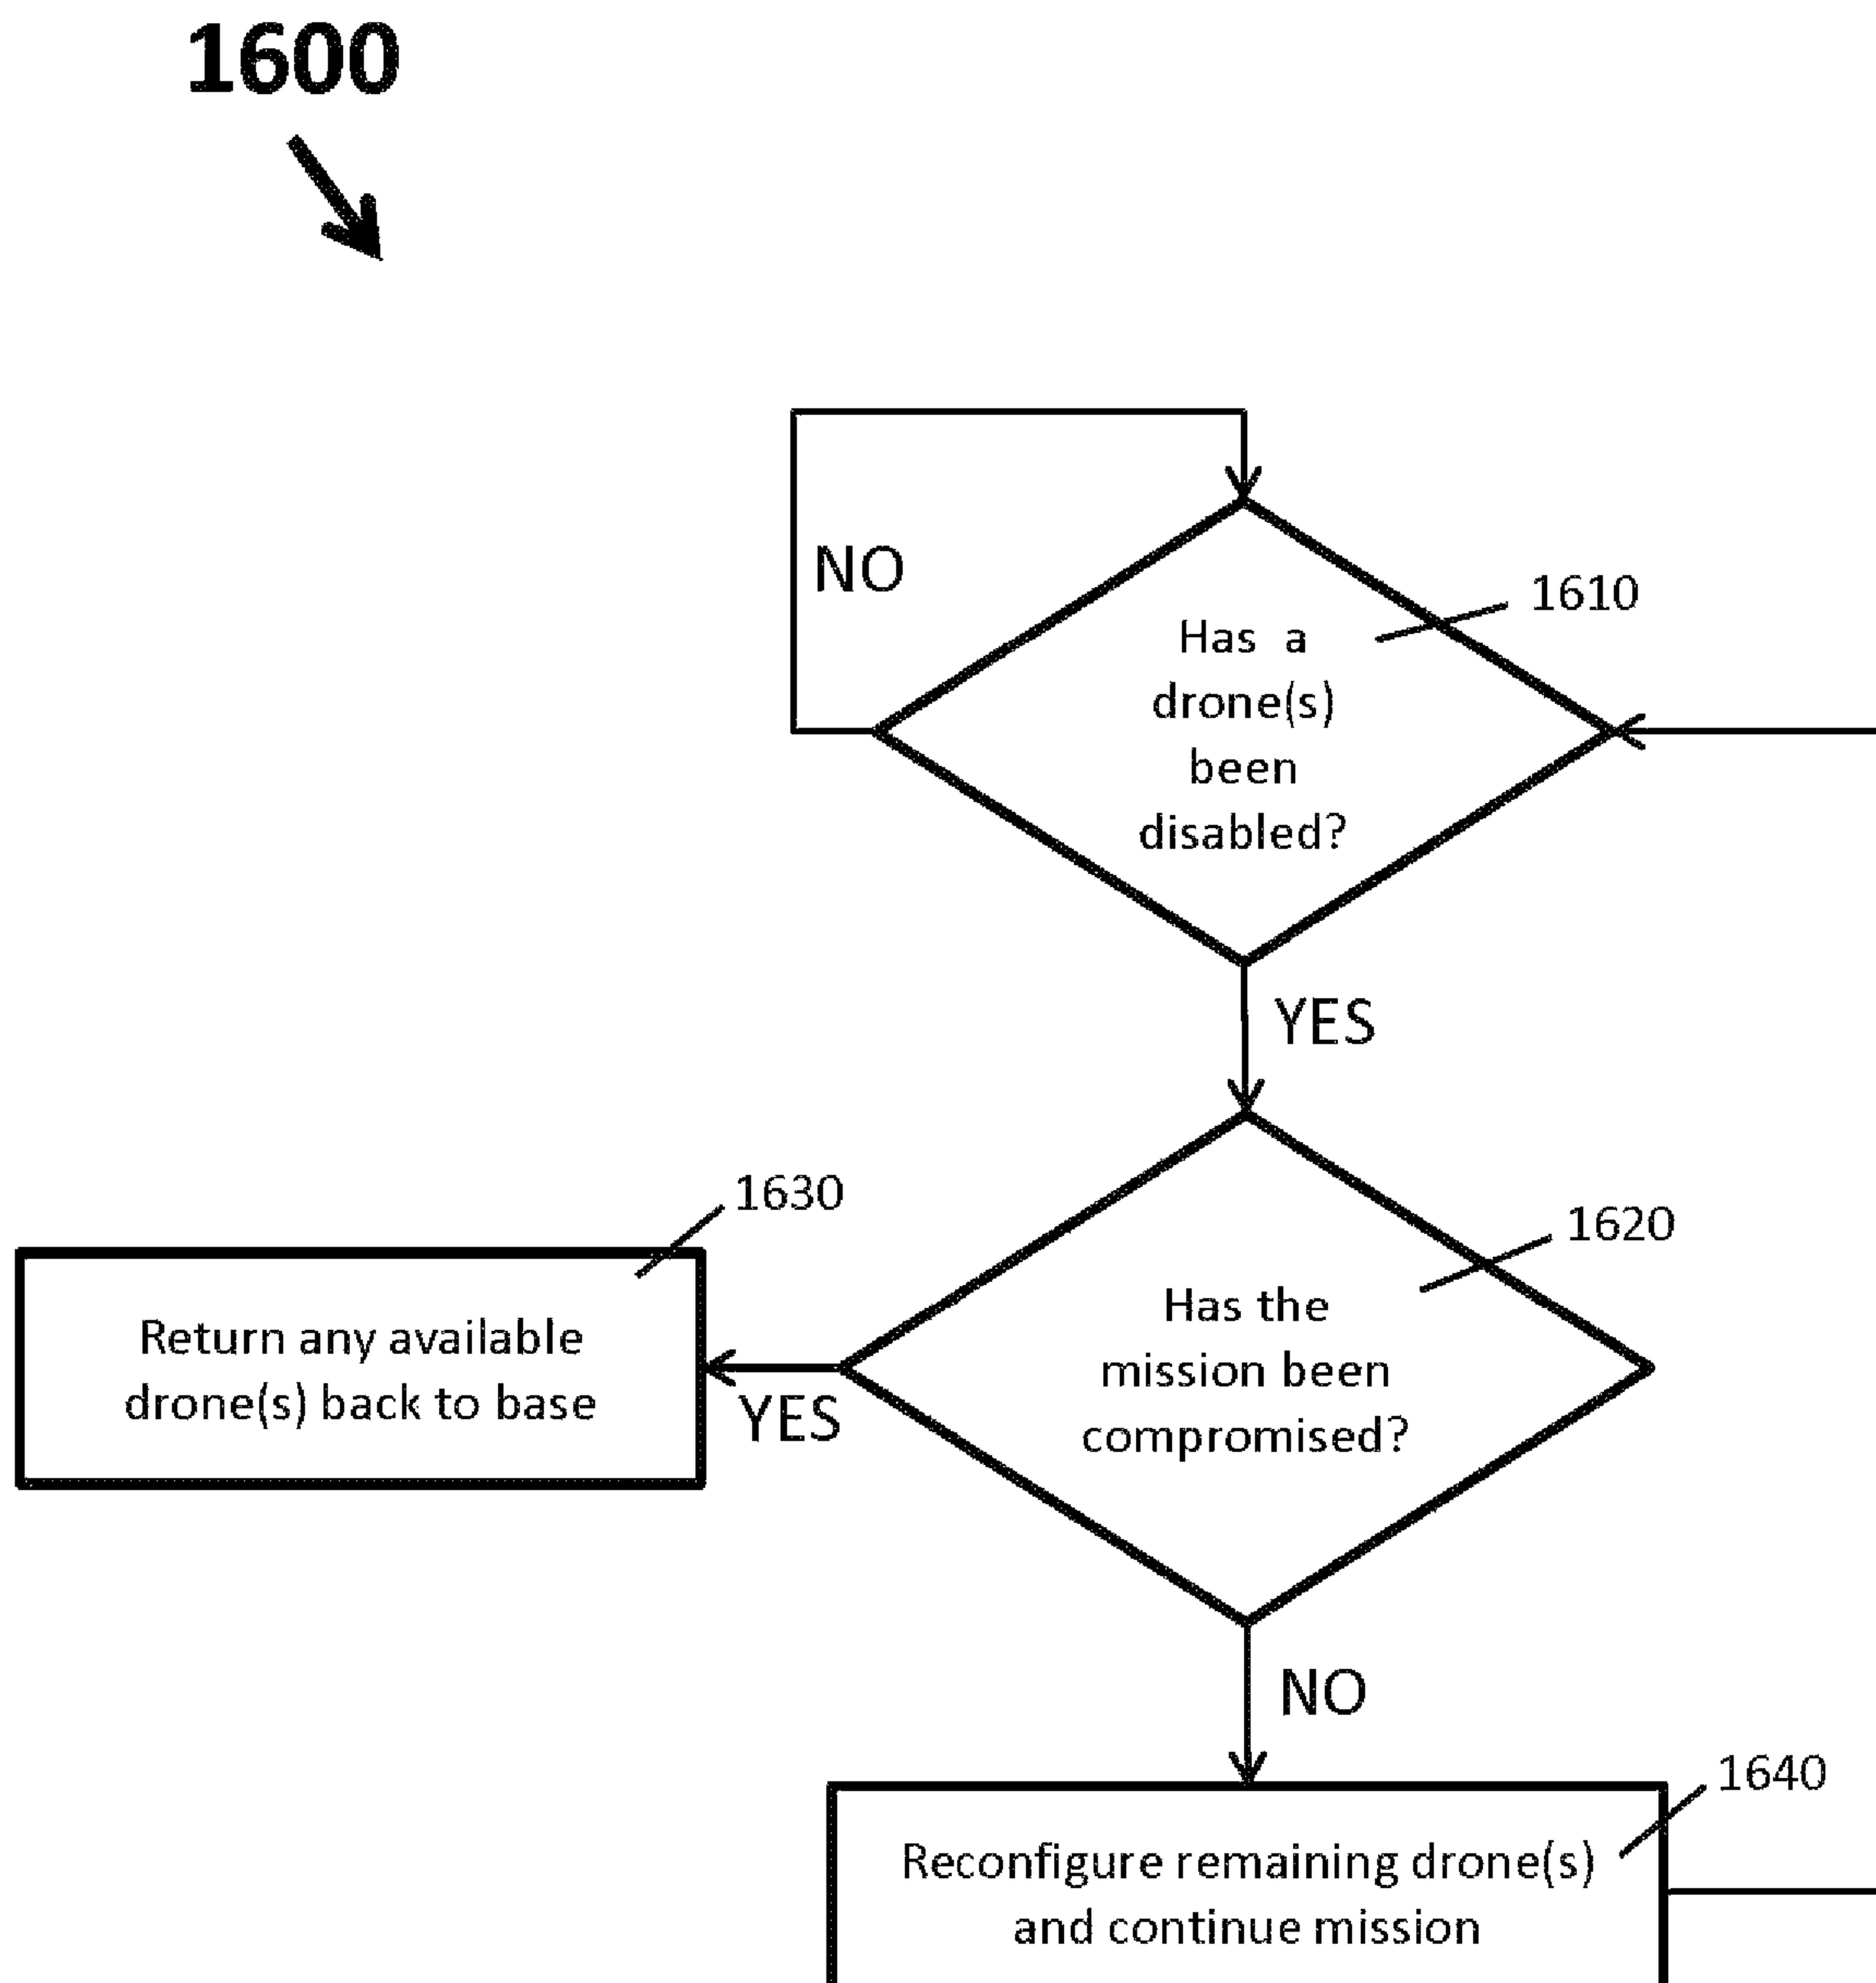 1600
NO
1610
Has  a
drone(s)
been
disabled?
YES
1630
1620
Return any available
drone(s) back to base
YES
Has the
mission been
compromised?
NO
1640
Reconfigure remaining drone(s)
and continue mission